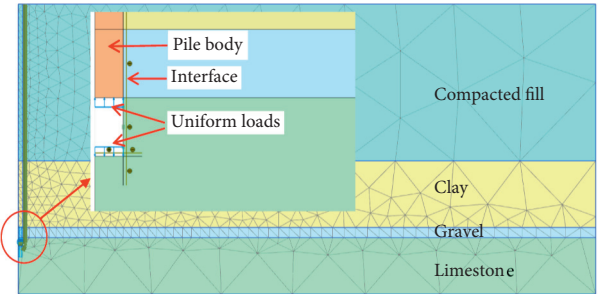 Pile body
Interface
Uniform loads
Compacted fill
Clay
Gravel
Limestone